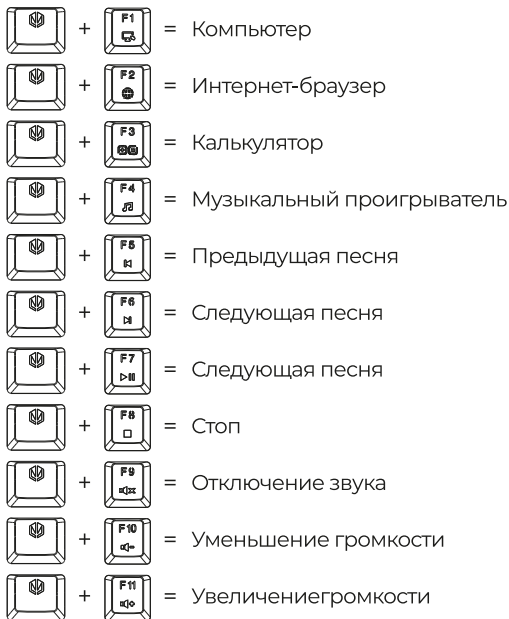 + F1 = Компьютер
+ F2 = Интернет-браузер
+ F3 = Калькулятор
+ F4 = Музыкальный проигрыватель
+ F5 = Предыдущая песня
+ F6 = Следующая песня
+ F7 = Следующая песня
+ F8 = Стоп
+ F9 = Отключение звука
+ F10 = Уменьшение громкости
+ F11 = Увеличениегромкости